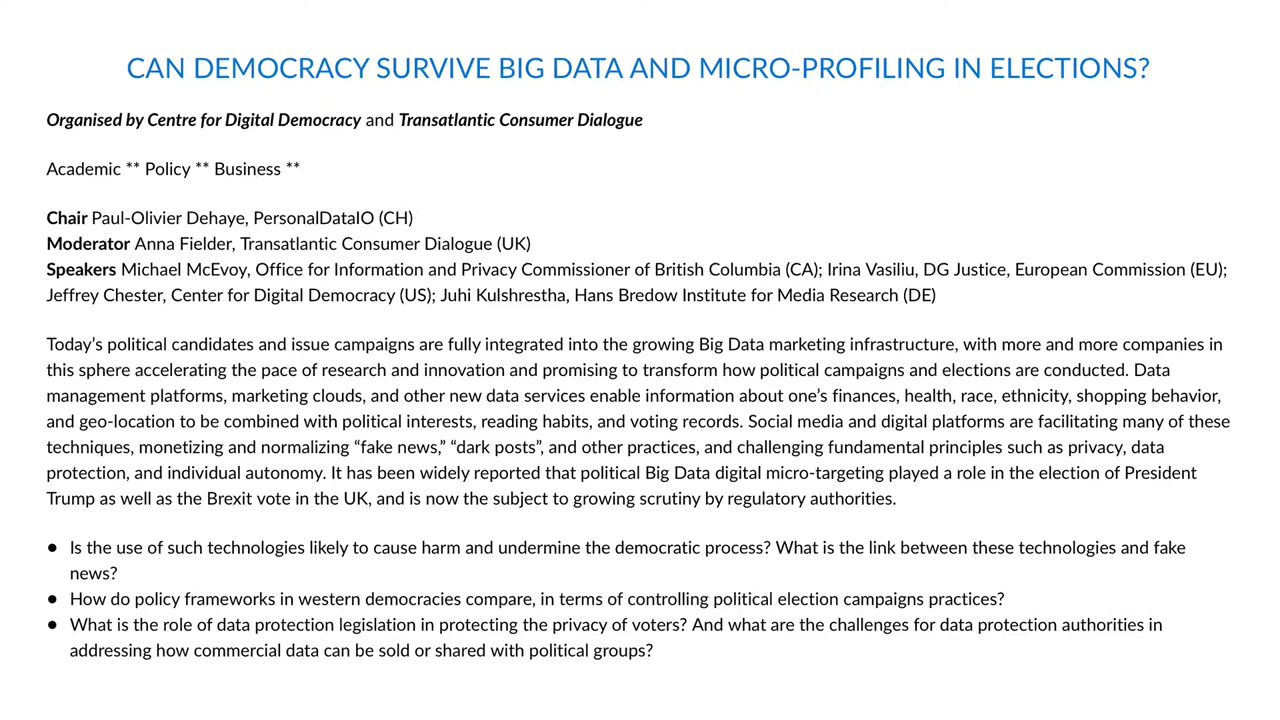 CAN DEMOCRACY SURVIVE BIG DATA AND MICRO-PROFILING IN ELECTIONS?
Organised by Centre for Digital Democracy and Transatlantic Consumer Dialogue
Academic ** Policy ** Business **
Chair Paul-Olivier Dehaye, PersonalDataIO (CH)
Moderator Anna Fielder, Transatlantic Consumer Dialogue (UK)
Speakers Michael McEvoy, Office for Information and Privacy Commissioner of British Columbia (CA); Irina Vasiliu, DG Justice, European Commission (EU);
Jeffrey Chester, Center for Digital Democracy (US); Juhi Kulshrestha, Hans Bredow Institute for Media Research (DE)
Today’s political candidates and issue campaigns are fully integrated into the growing Big Data marketing infrastructure, with more and more companies in
this sphere accelerating the pace of research and innovation and promising to transform how political campaigns and elections are conducted. Data
management platforms, marketing clouds, and other new data services enable information about one’s finances, health, race, ethnicity, shopping behavior,
and geo-location to be combined with political interests, reading habits, and voting records. Social media and digital platforms are facilitating many of these
techniques, monetizing and normalizing “fake news,” “dark posts”, and other practices, and challenging fundamental principles such as privacy, data
protection, and individual autonomy. It has been widely reported that political Big Data digital micro-targeting played a role in the election of President
Trump as well as the Brexit vote in the UK, and is now the subject to growing scrutiny by regulatory authorities.
● Is the use of such technologies likely to cause harm and undermine the democratic process? What is the link between these technologies and fake
news?
● How do policy frameworks in western democracies compare, in terms of controlling political election campaigns practices?
● What is the role of data protection legislation in protecting the privacy of voters? And what are the challenges for data protection authorities in
addressing how commercial data can be sold or shared with political groups?